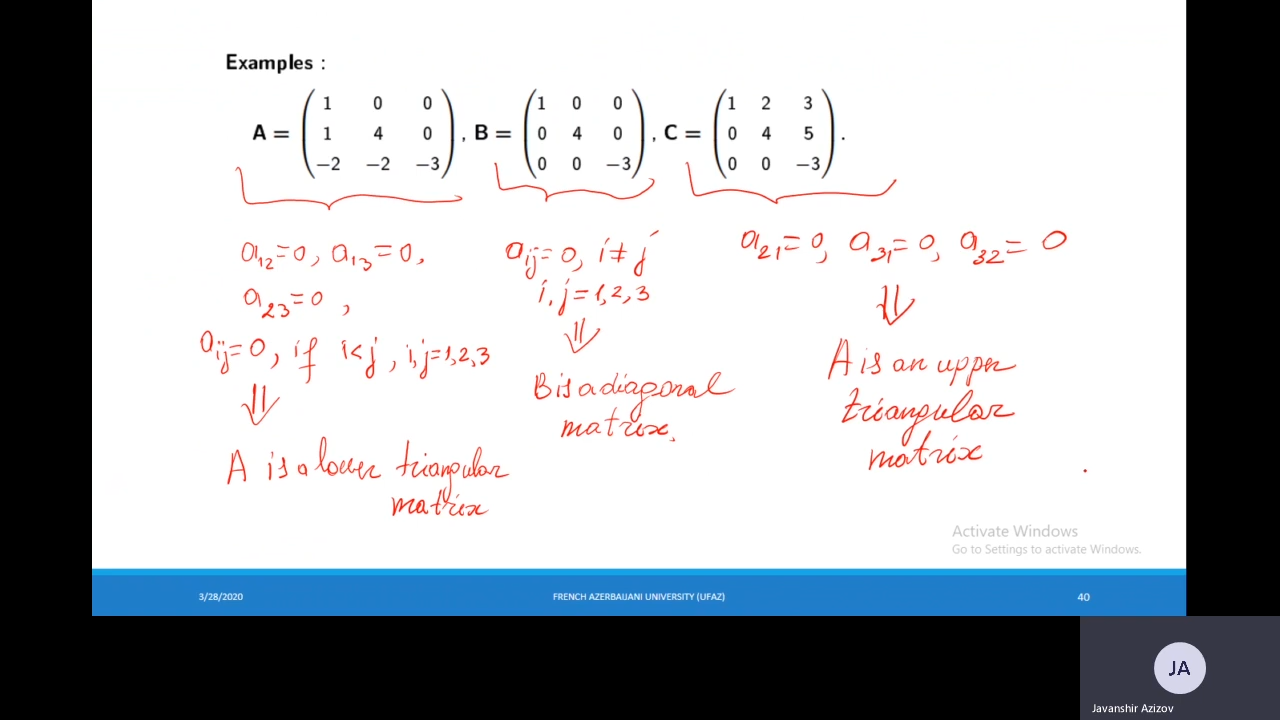 Examples :
A = ( 1 0 0
1 4 0
−2 −2 −3 ) , B = ( 1 0 0
0 4 0
0 0 −3 ) , C = ( 1 2 3
0 4 5
0 0 −3 ) .
a12=0, a13=0,
a23=0 ,
aij=0, if i<j, i,j=1,2,3
⇓
A is a lower triangular
matrix
aij=0, i≠j
i,j=1,2,3
⇓
B is a diagonal
matrix.
a21=0, a31=0, a32=0
⇓
A is an upper
triangular
matrix
Activate Windows
Go to Settings to activate Windows.
3/28/2020
FRENCH AZERBAIJANI UNIVERSITY (UFAZ)
40
JA
Javanshir Azizov